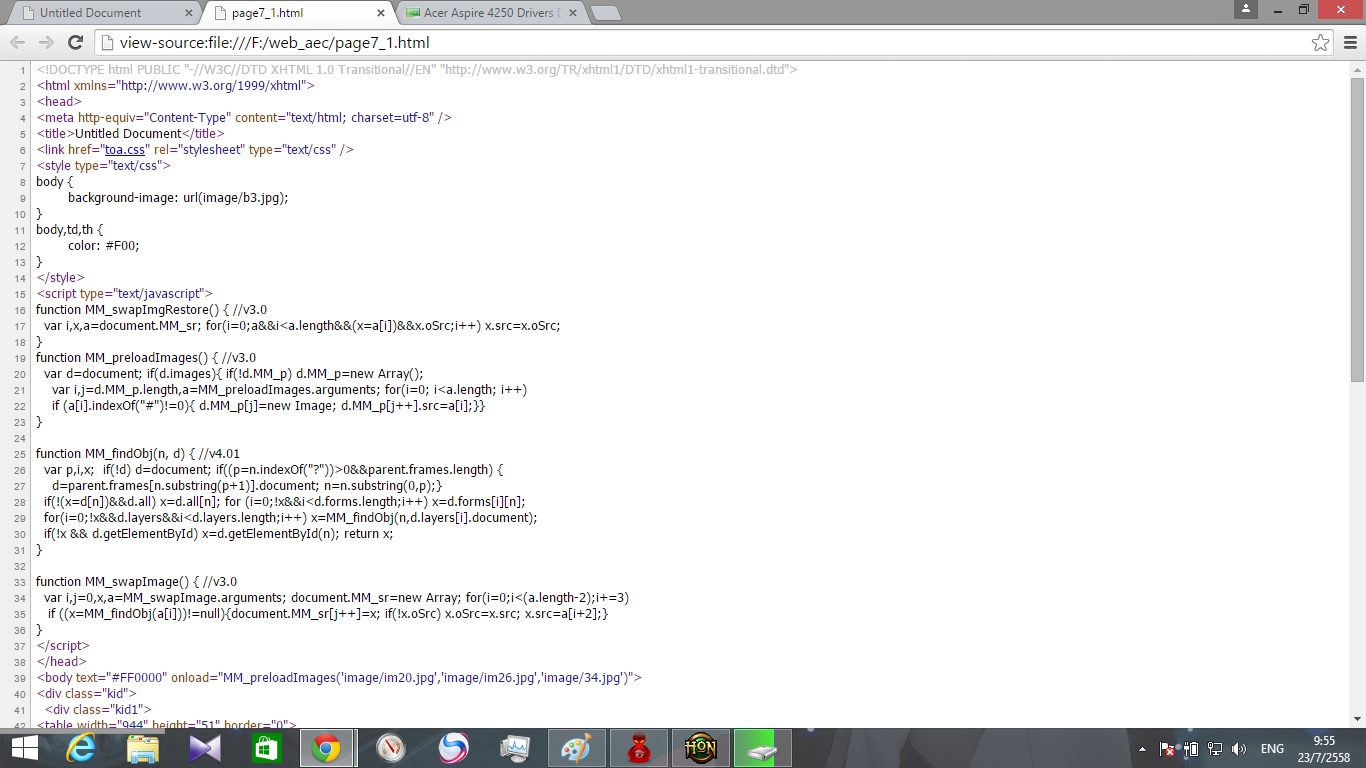 Untitled Document
page7_1.html
Acer Aspire 4250 Drivers
view-source:file:///F:/web_aec/page7_1.html
1 <!DOCTYPE html PUBLIC "-//W3C//DTD XHTML 1.0 Transitional//EN" "http://www.w3.org/TR/xhtml1/DTD/xhtml1-transitional.dtd">
2 <html xmlns="http://www.w3.org/1999/xhtml">
3 <head>
4 <meta http-equiv="Content-Type" content="text/html; charset=utf-8" />
5 <title>Untitled Document</title>
6 <link href="toa.css" rel="stylesheet" type="text/css" />
7 <style type="text/css">
8 body {
9 background-image: url(image/b3.jpg);
10 }
11 body,td,th {
12 color: #F00;
13 }
14 </style>
15 <script type="text/javascript">
16 function MM_swapImgRestore() { //v3.0
17 var i,x,a=document.MM_sr; for(i=0;a&&i<a.length&&(x=a[i])&&x.oSrc;i++) x.src=x.oSrc;
18 }
19 function MM_preloadImages() { //v3.0
20 var d=document; if(d.images){ if(!d.MM_p) d.MM_p=new Array();
21 var i,j=d.MM_p.length,a=MM_preloadImages.arguments; for(i=0; i<a.length; i++)
22 if (a[i].indexOf("#")!=0){ d.MM_p[j]=new Image; d.MM_p[j++].src=a[i];}}
23 }
24
25 function MM_findObj(n, d) { //v4.01
26 var p,i,x;  if(!d) d=document; if((p=n.indexOf("?"))>0&&parent.frames.length) {
27 d=parent.frames[n.substring(p+1)].document; n=n.substring(0,p);}
28 if(!(x=d[n])&&d.all) x=d.all[n]; for (i=0;!x&&i<d.forms.length;i++) x=d.forms[i][n];
29 for(i=0;!x&&d.layers&&i<d.layers.length;i++) x=MM_findObj(n,d.layers[i].document);
30 if(!x && d.getElementById) x=d.getElementById(n); return x;
31 }
32
33 function MM_swapImage() { //v3.0
34 var i,j=0,x,a=MM_swapImage.arguments; document.MM_sr=new Array; for(i=0;i<(a.length-2);i+=3)
35 if ((x=MM_findObj(a[i]))!=null){document.MM_sr[j++]=x; if(!x.oSrc) x.oSrc=x.src; x.src=a[i+2];}
36 }
37 </script>
38 </head>
39 <body text="#FF0000" onload="MM_preloadImages('image/im20.jpg','image/im26.jpg','image/34.jpg')">
40 <div class="kid">
41 <div class="kid1">
42 <table width="944" height="51" border="0">
HON
ENG
9:55
23/7/2558